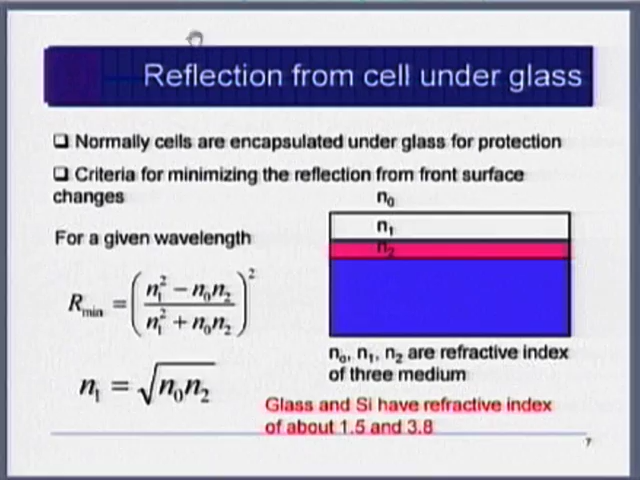 Reflection from cell under glass
❑ Normally cells are encapsulated under glass for protection
❑ Criteria for minimizing the reflection from front surface
changes
n₀
n₁
n₂
For a given wavelength
R_min = ((n₁² − n₀n₂) / (n₁² + n₀n₂))²
n₁ = √(n₀n₂)
n₀, n₁, n₂ are refractive index
of three medium
Glass and Si have refractive index
of about 1.5 and 3.8
7